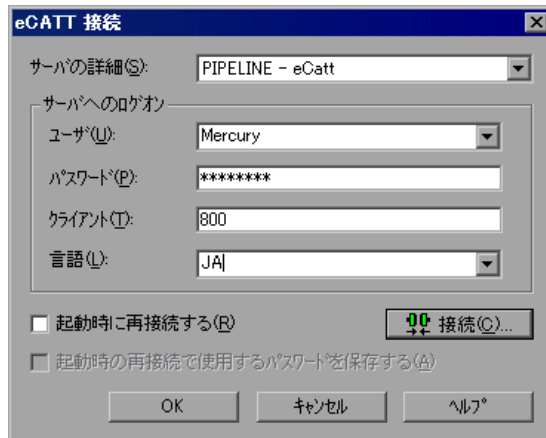 eCATT 接続
サーバの詳細(S): PIPELINE - eCatt
サーバへのログオン
ユーザ(U): Mercury
パスワード(P): ********
クライアント(T): 800
言語(L): JA
起動時に再接続する(R) 接続(C)...
起動時の再接続で使用するパスワードを保存する(A)
OK キャンセル ヘルプ